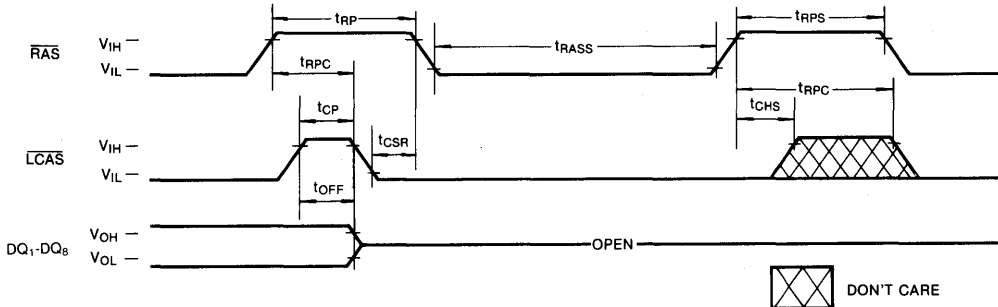 tRP
tRPS
RAS
VIH
VIL
tRASS
tRPC
tRPC
tCP
tCHS
tCSR
LCAS
VIH
VIL
tOFF
DQ1-DQ8
VOH
VOL
OPEN
DON'T CARE